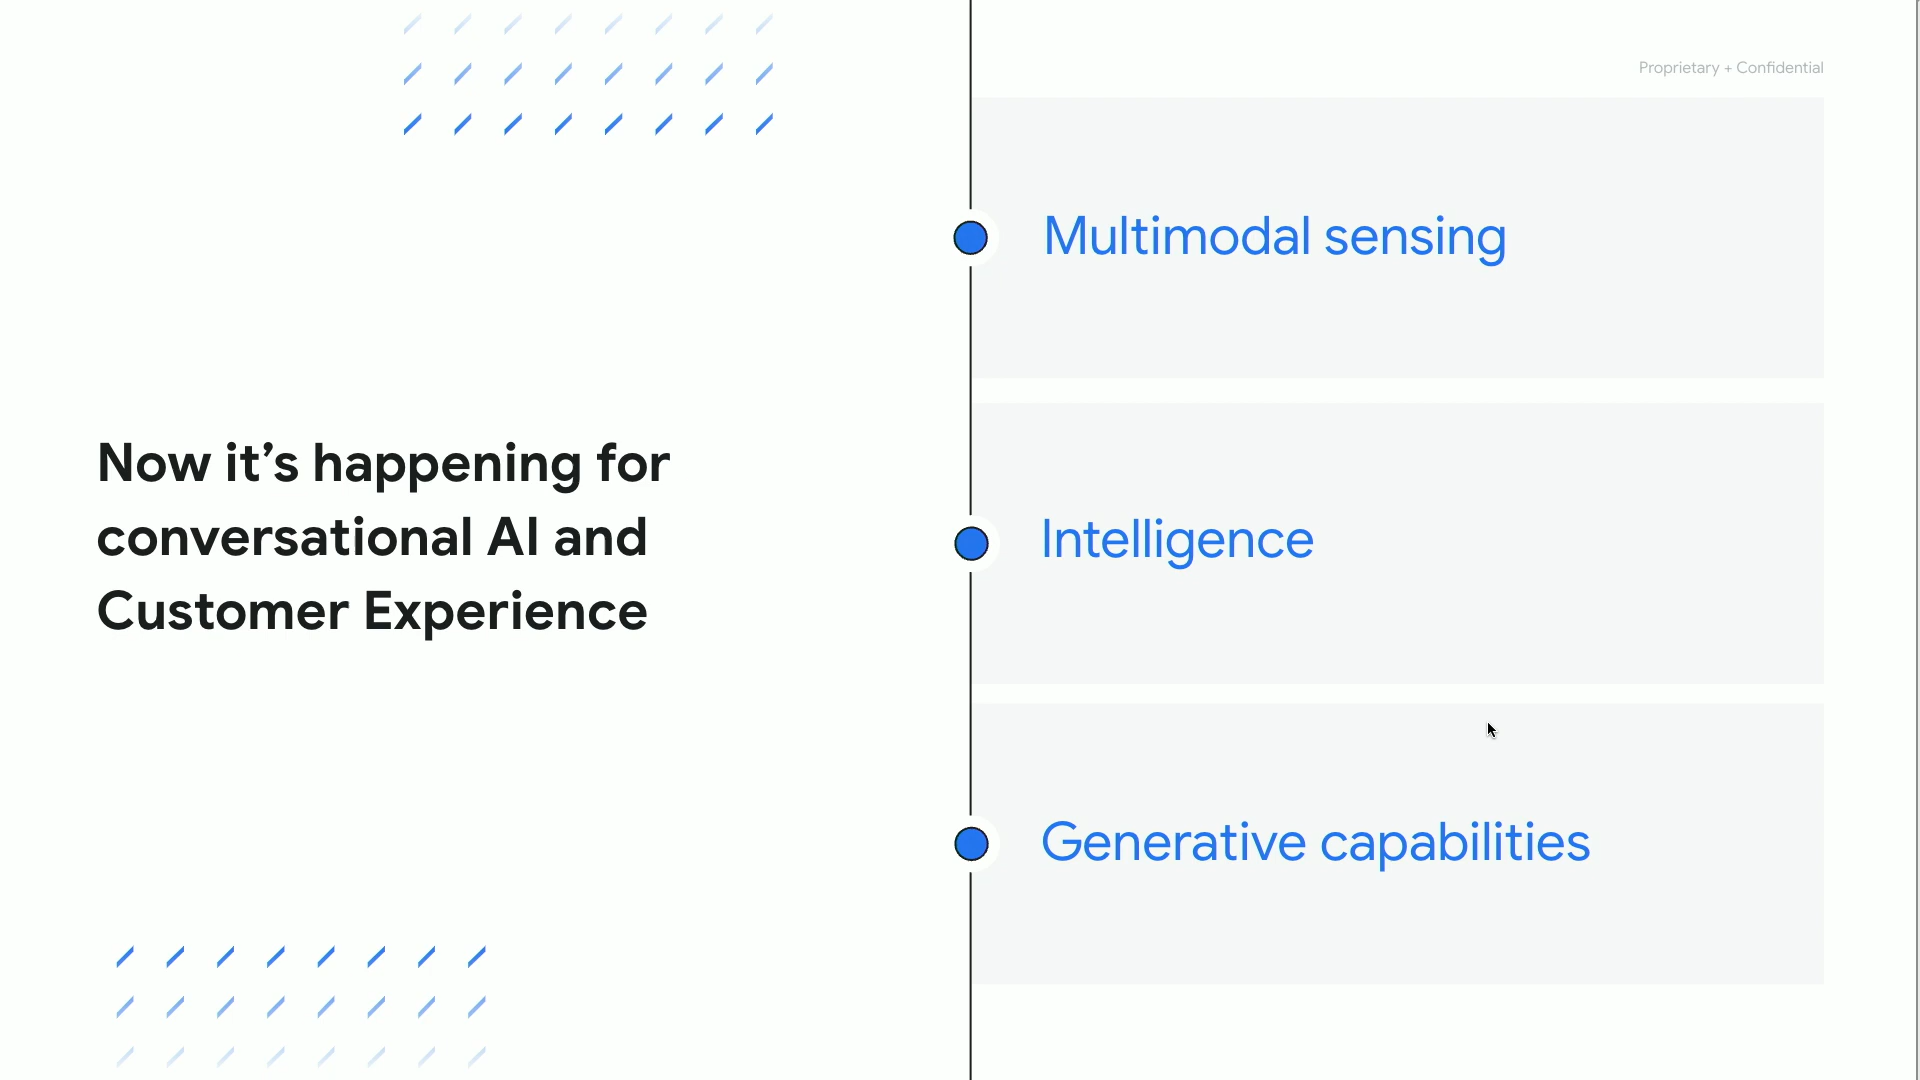 Proprietary + Confidential
Now it’s happening for
conversational AI and
Customer Experience
Multimodal sensing
Intelligence
Generative capabilities